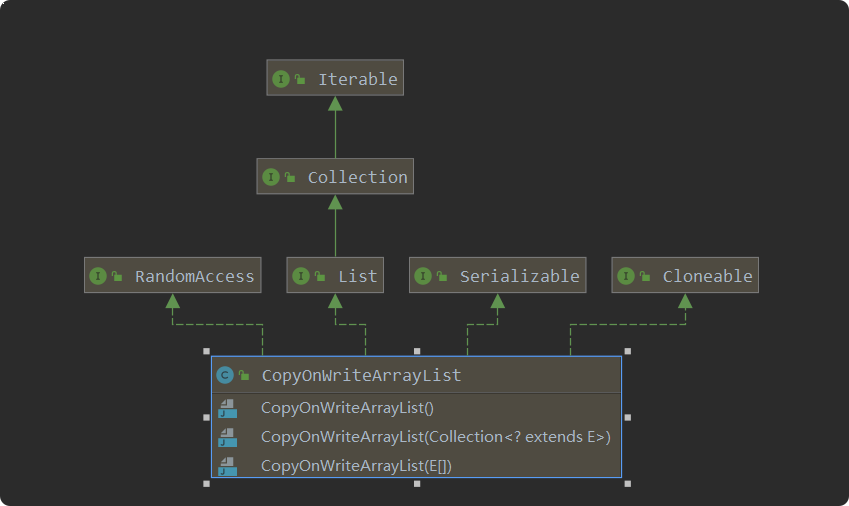 I Iterable
I Collection
I RandomAccess
I List
I Serializable
I Cloneable
C CopyOnWriteArrayList
J CopyOnWriteArrayList()
J CopyOnWriteArrayList(Collection<? extends E>)
J CopyOnWriteArrayList(E[])